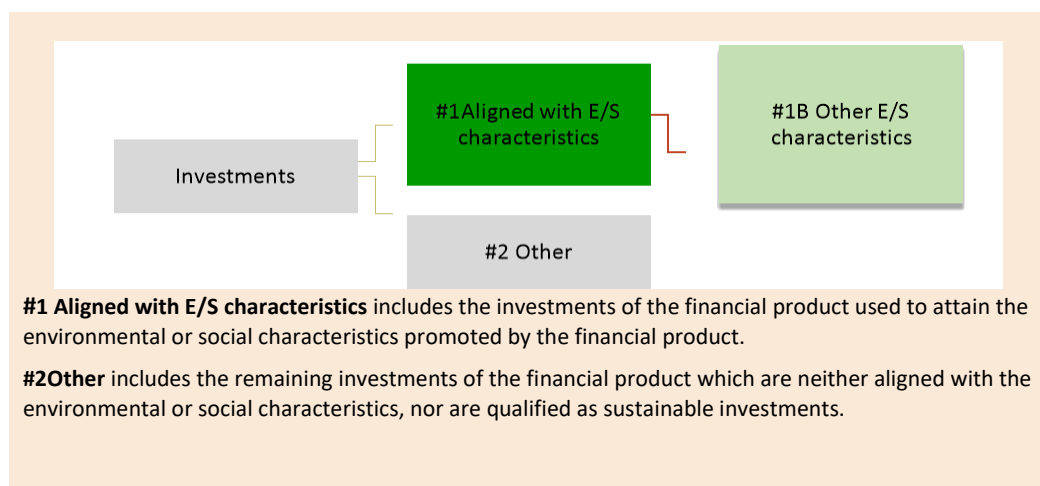 #1Aligned with E/S
characteristics
#1B Other E/S
characteristics
Investments
#2 Other
#1 Aligned with E/S characteristics includes the investments of the financial product used to attain the
environmental or social characteristics promoted by the financial product.
#2Other includes the remaining investments of the financial product which are neither aligned with the
environmental or social characteristics, nor are qualified as sustainable investments.